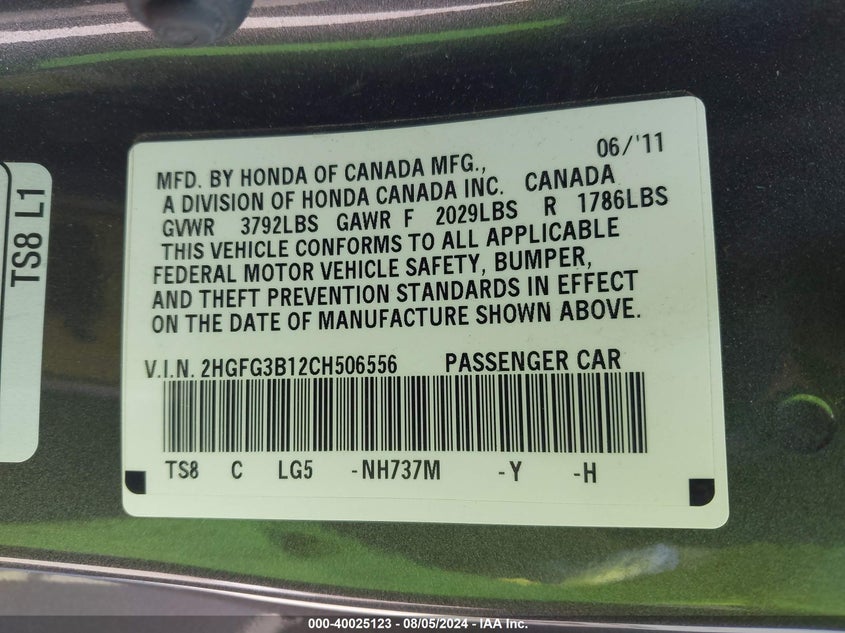 06/'11
MFD. BY HONDA OF CANADA MFG.,
A DIVISION OF HONDA CANADA INC. CANADA
GVWR 3792LBS GAWR F 2029LBS R 1786LBS
THIS VEHICLE CONFORMS TO ALL APPLICABLE
FEDERAL MOTOR VEHICLE SAFETY, BUMPER,
AND THEFT PREVENTION STANDARDS IN EFFECT
ON THE DATE OF MANUFACTURE SHOWN ABOVE.
V.I.N. 2HGFG3B12CH506556 PASSENGER CAR
TS8 C LG5 -NH737M -Y -H
TS8 L1
000-40025123 - 08/05/2024 - IAA Inc.